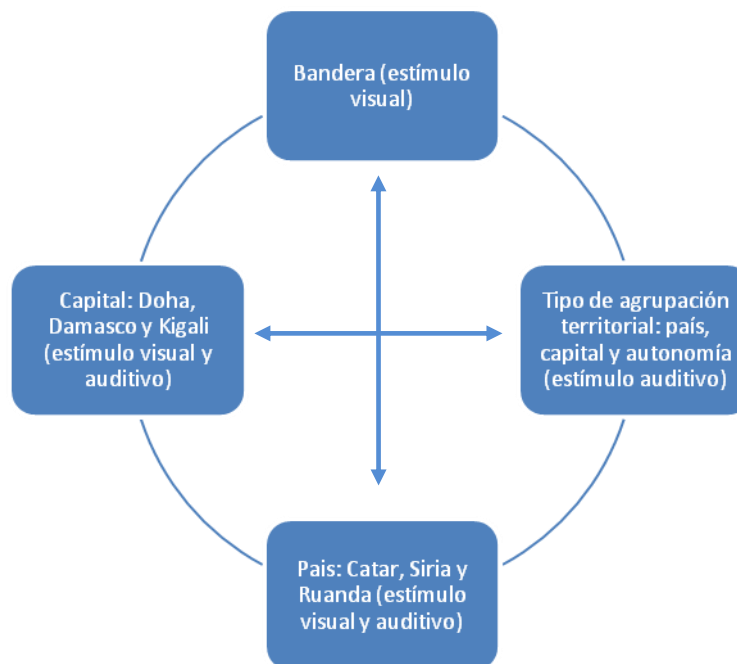 Bandera (estímulo
visual)
Capital: Doha,
Damasco y Kigali
(estímulo visual y
auditivo)
Tipo de agrupación
territorial: país,
capital y autonomía
(estímulo auditivo)
Pais: Catar, Siria y
Ruanda (estímulo
visual y auditivo)